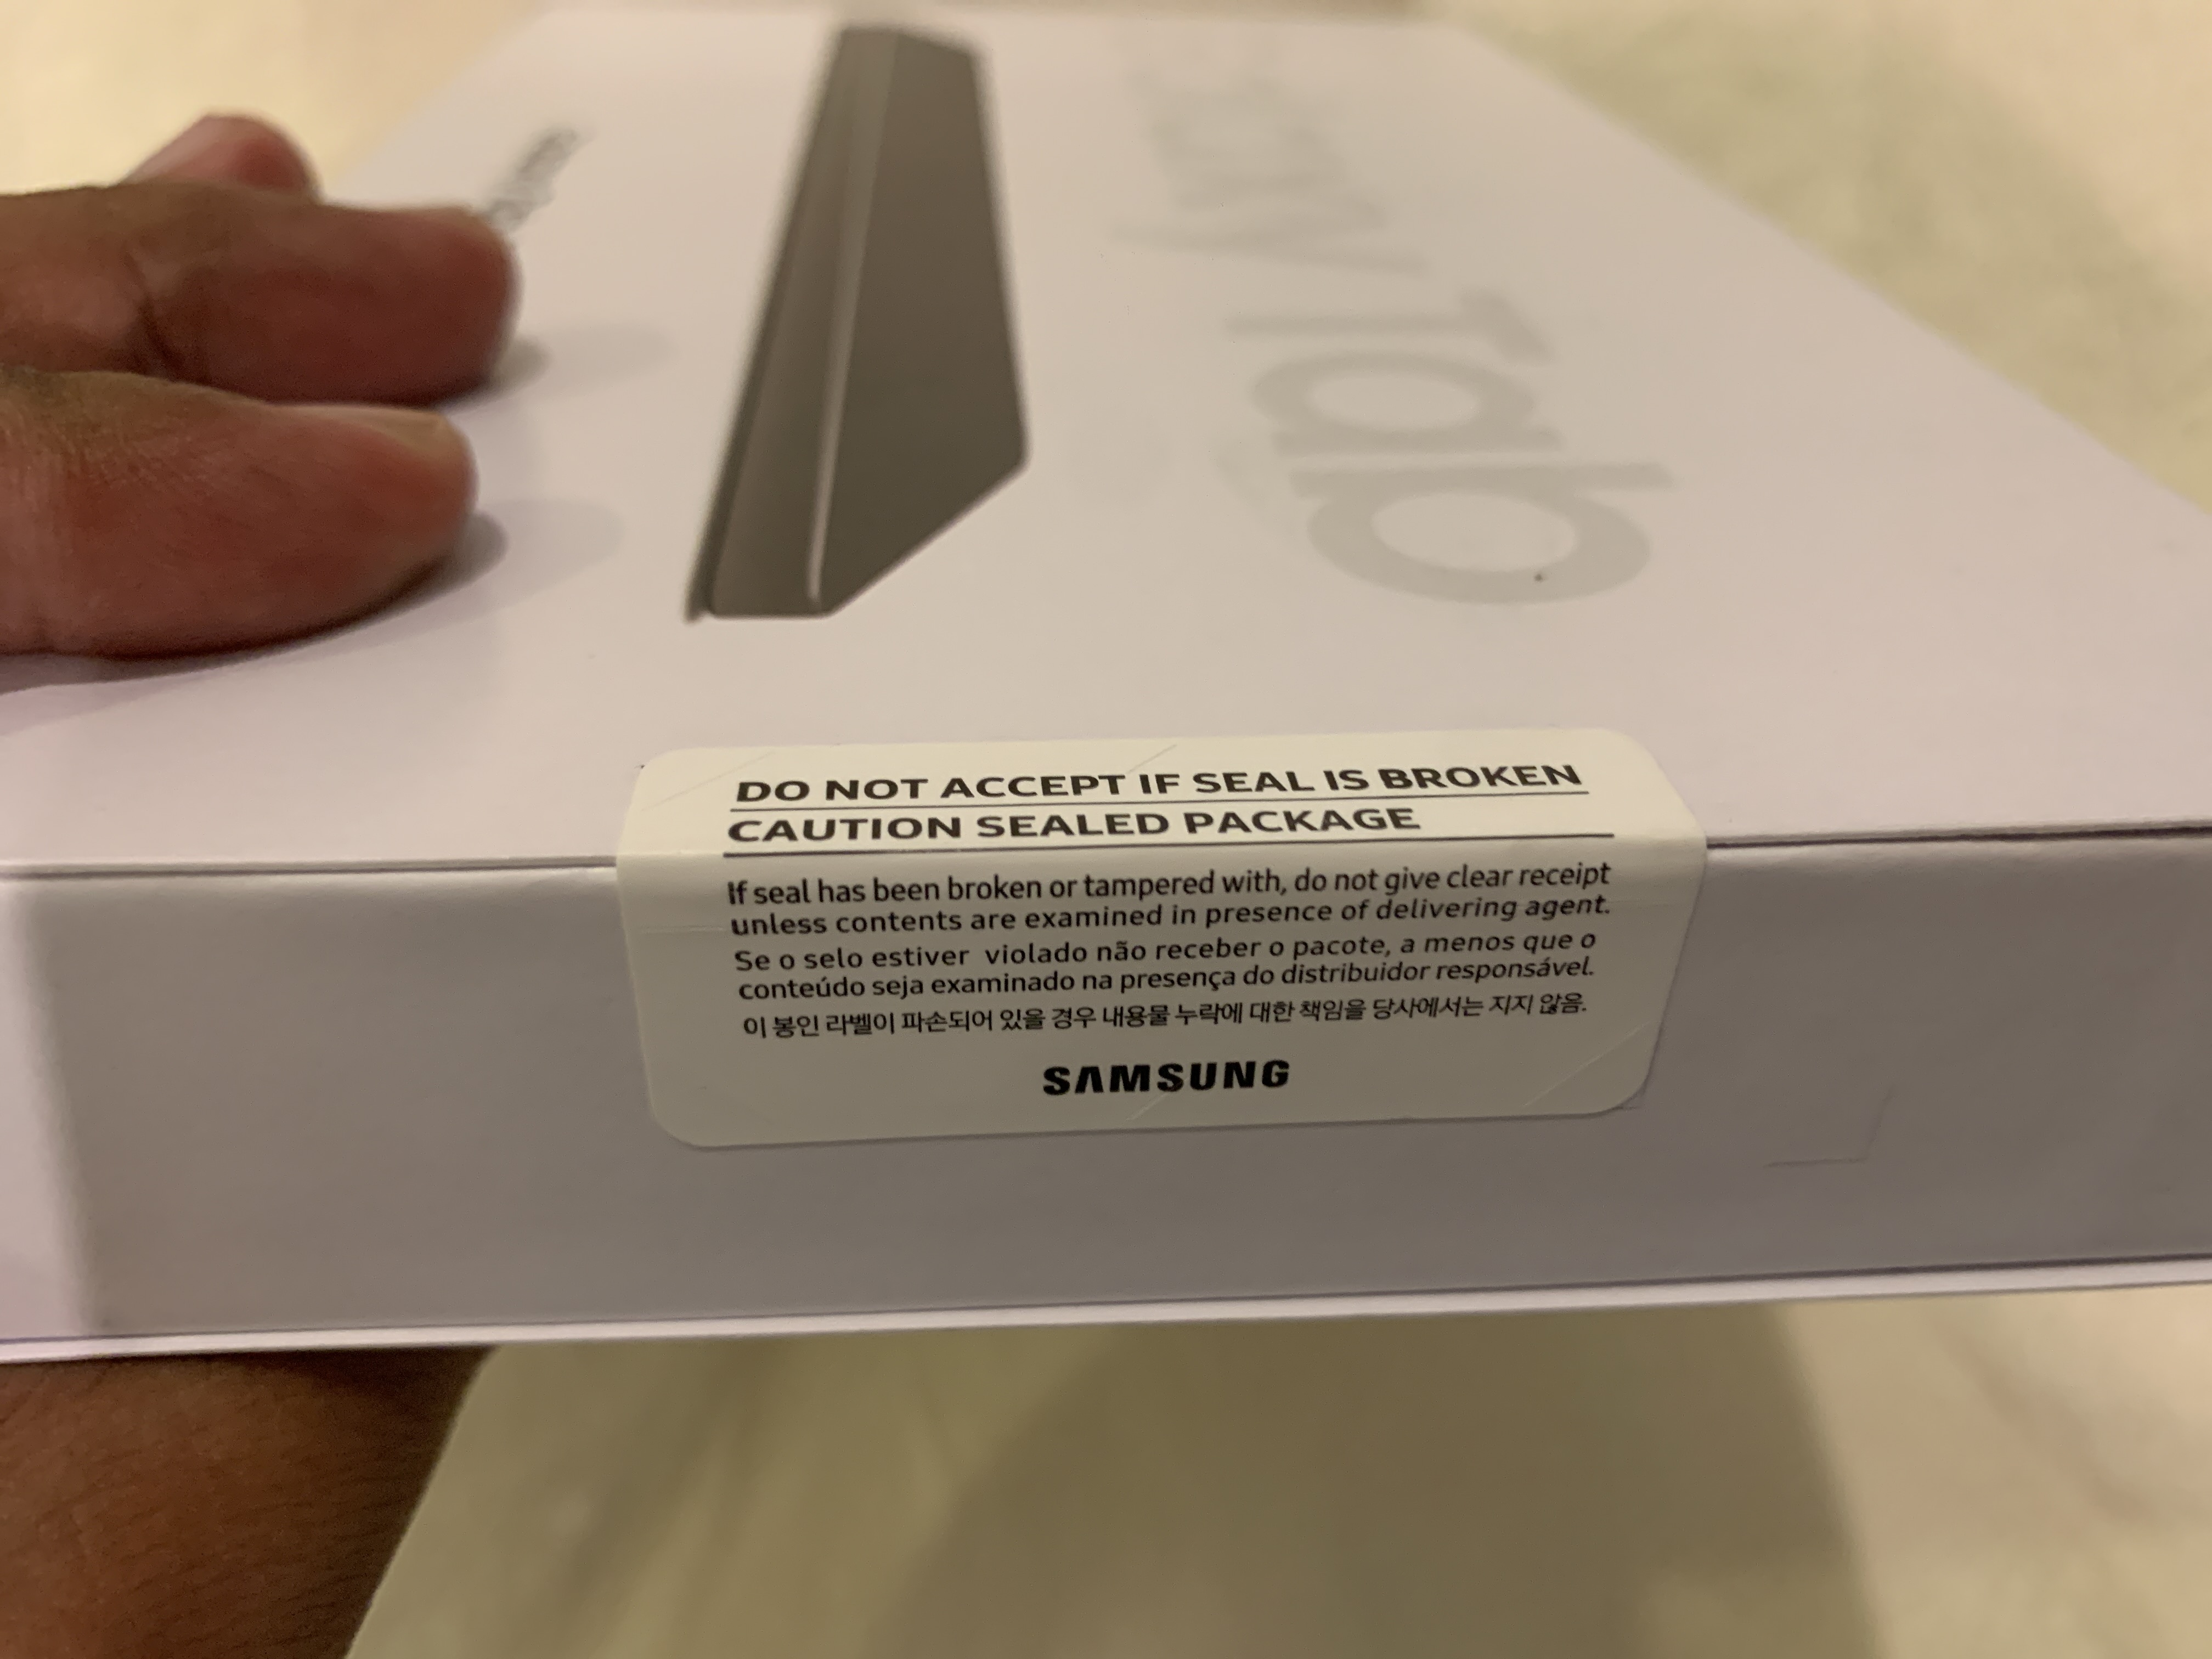 Tab
DO NOT ACCEPT IF SEAL IS BROKEN
CAUTION SEALED PACKAGE
If seal has been broken or tampered with, do not give clear receipt
unless contents are examined in presence of delivering agent.
Se o selo estiver violado não receber o pacote, a menos que o
conteúdo seja examinado na presença do distribuidor responsável.
이 봉인 라벨이 파손되어 있을 경우 내용물 누락에 대한 책임을 당사에서는 지지 않음.
SAMSUNG